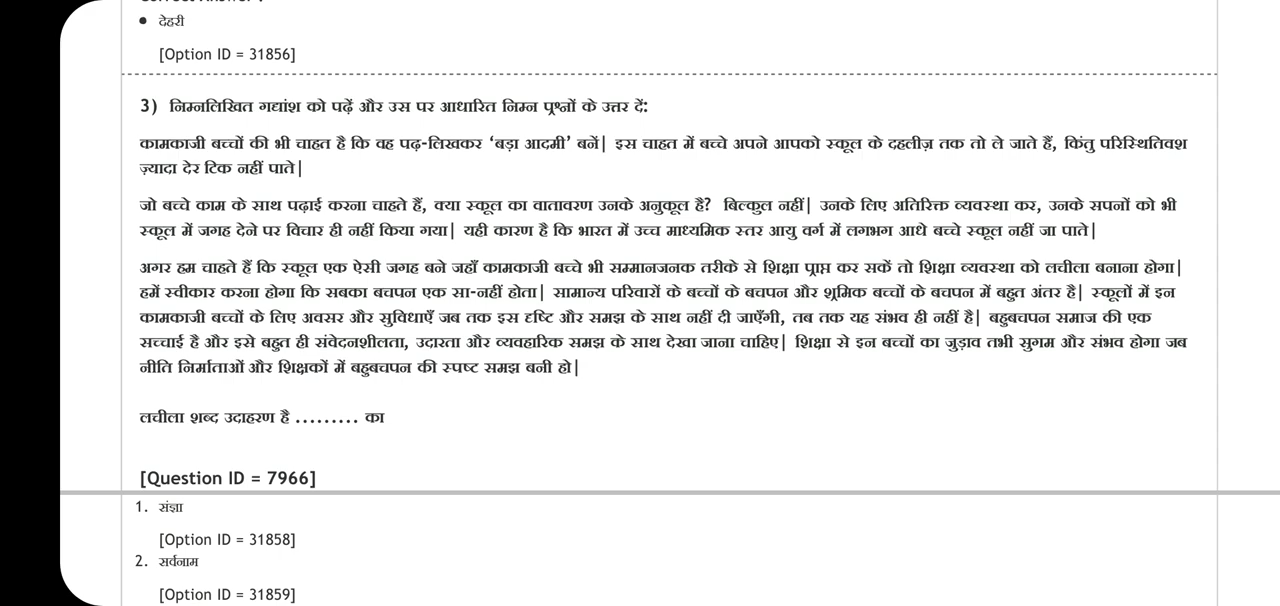 • देहरी
[Option ID = 31856]
3) निम्नलिखित गद्यांश को पढ़ें और उस पर आधारित निम्न प्रश्नों के उत्तर दें:
कामकाजी बच्चों की भी चाहत है कि वह पढ़-लिखकर ‘बड़ा आदमी’ बनें| इस चाहत में बच्चे अपने आपको स्कूल के दहलीज़ तक तो ले जाते हैं, किंतु परिस्थितिवश
ज़्यादा देर टिक नहीं पाते|
जो बच्चे काम के साथ पढ़ाई करना चाहते हैं, क्या स्कूल का वातावरण उनके अनुकूल है? बिल्कुल नहीं| उनके लिए अतिरिक्त व्यवस्था कर, उनके सपनों को भी
स्कूल में जगह देने पर विचार ही नहीं किया गया| यही कारण है कि भारत में उच्च माध्यमिक स्तर आयु वर्ग में लगभग आधे बच्चे स्कूल नहीं जा पाते|
अगर हम चाहते हैं कि स्कूल एक ऐसी जगह बने जहाँ कामकाजी बच्चे भी सम्मानजनक तरीके से शिक्षा प्राप्त कर सकें तो शिक्षा व्यवस्था को लचीला बनाना होगा|
हमें स्वीकार करना होगा कि सबका बचपन एक सा-नहीं होता| सामान्य परिवारों के बच्चों के बचपन और श्रमिक बच्चों के बचपन में बहुत अंतर है| स्कूलों में इन
कामकाजी बच्चों के लिए अवसर और सुविधाएँ जब तक इस दृष्टि और समझ के साथ नहीं दी जाएँगी, तब तक यह संभव ही नहीं है| बहुबचपन समाज की एक
सच्चाई है और इसे बहुत ही संवेदनशीलता, उदारता और व्यवहारिक समझ के साथ देखा जाना चाहिए| शिक्षा से इन बच्चों का जुड़ाव तभी सुगम और संभव होगा जब
नीति निर्माताओं और शिक्षकों में बहुबचपन की स्पष्ट समझ बनी हो|
लचीला शब्द उदाहरण है ......... का
[Question ID = 7966]
1. संज्ञा
[Option ID = 31858]
2. सर्वनाम
[Option ID = 31859]